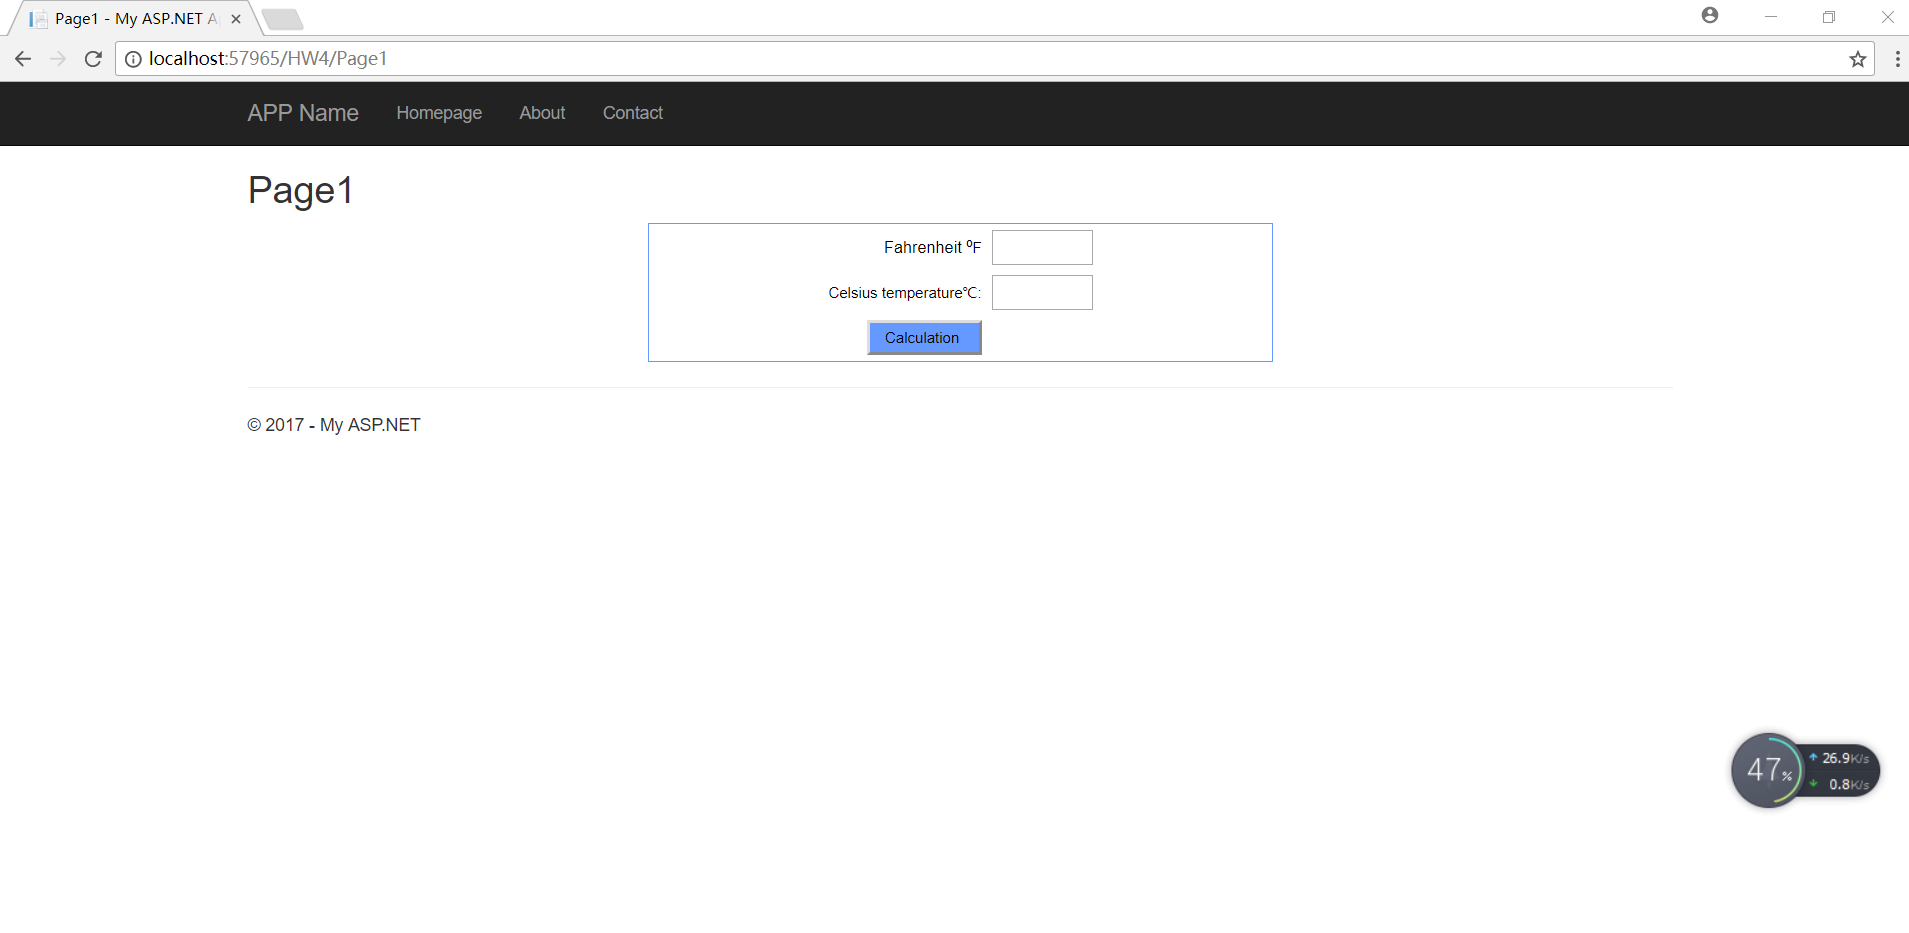 Page1 - My ASP.NET A
localhost:57965/HW4/Page1
APP Name Homepage About Contact
Page1
Fahrenheit ⁰F
Celsius temperature℃:
Calculation
© 2017 - My ASP.NET
47%
26.9K/s
0.8K/s